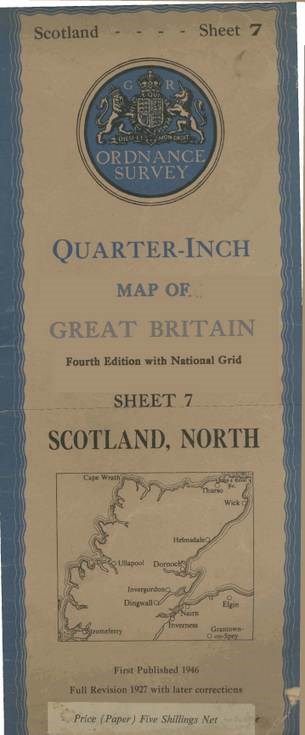 Scotland - - - - Sheet 7
G R
DIEU ET MON DROIT
ORDNANCE
SURVEY
QUARTER-INCH
MAP OF
GREAT BRITAIN
Fourth Edition with National Grid
SHEET 7
SCOTLAND, NORTH
Cape Wrath
Thurso
Wick
Helmsdale
Ullapool
Dornoch
Invergordon
Dingwall
Nairn
Elgin
Inverness
Grantown-
on-Spey
Stromeferry
First Published 1946
Full Revision 1927 with later corrections
Price (Paper) Five Shillings Net